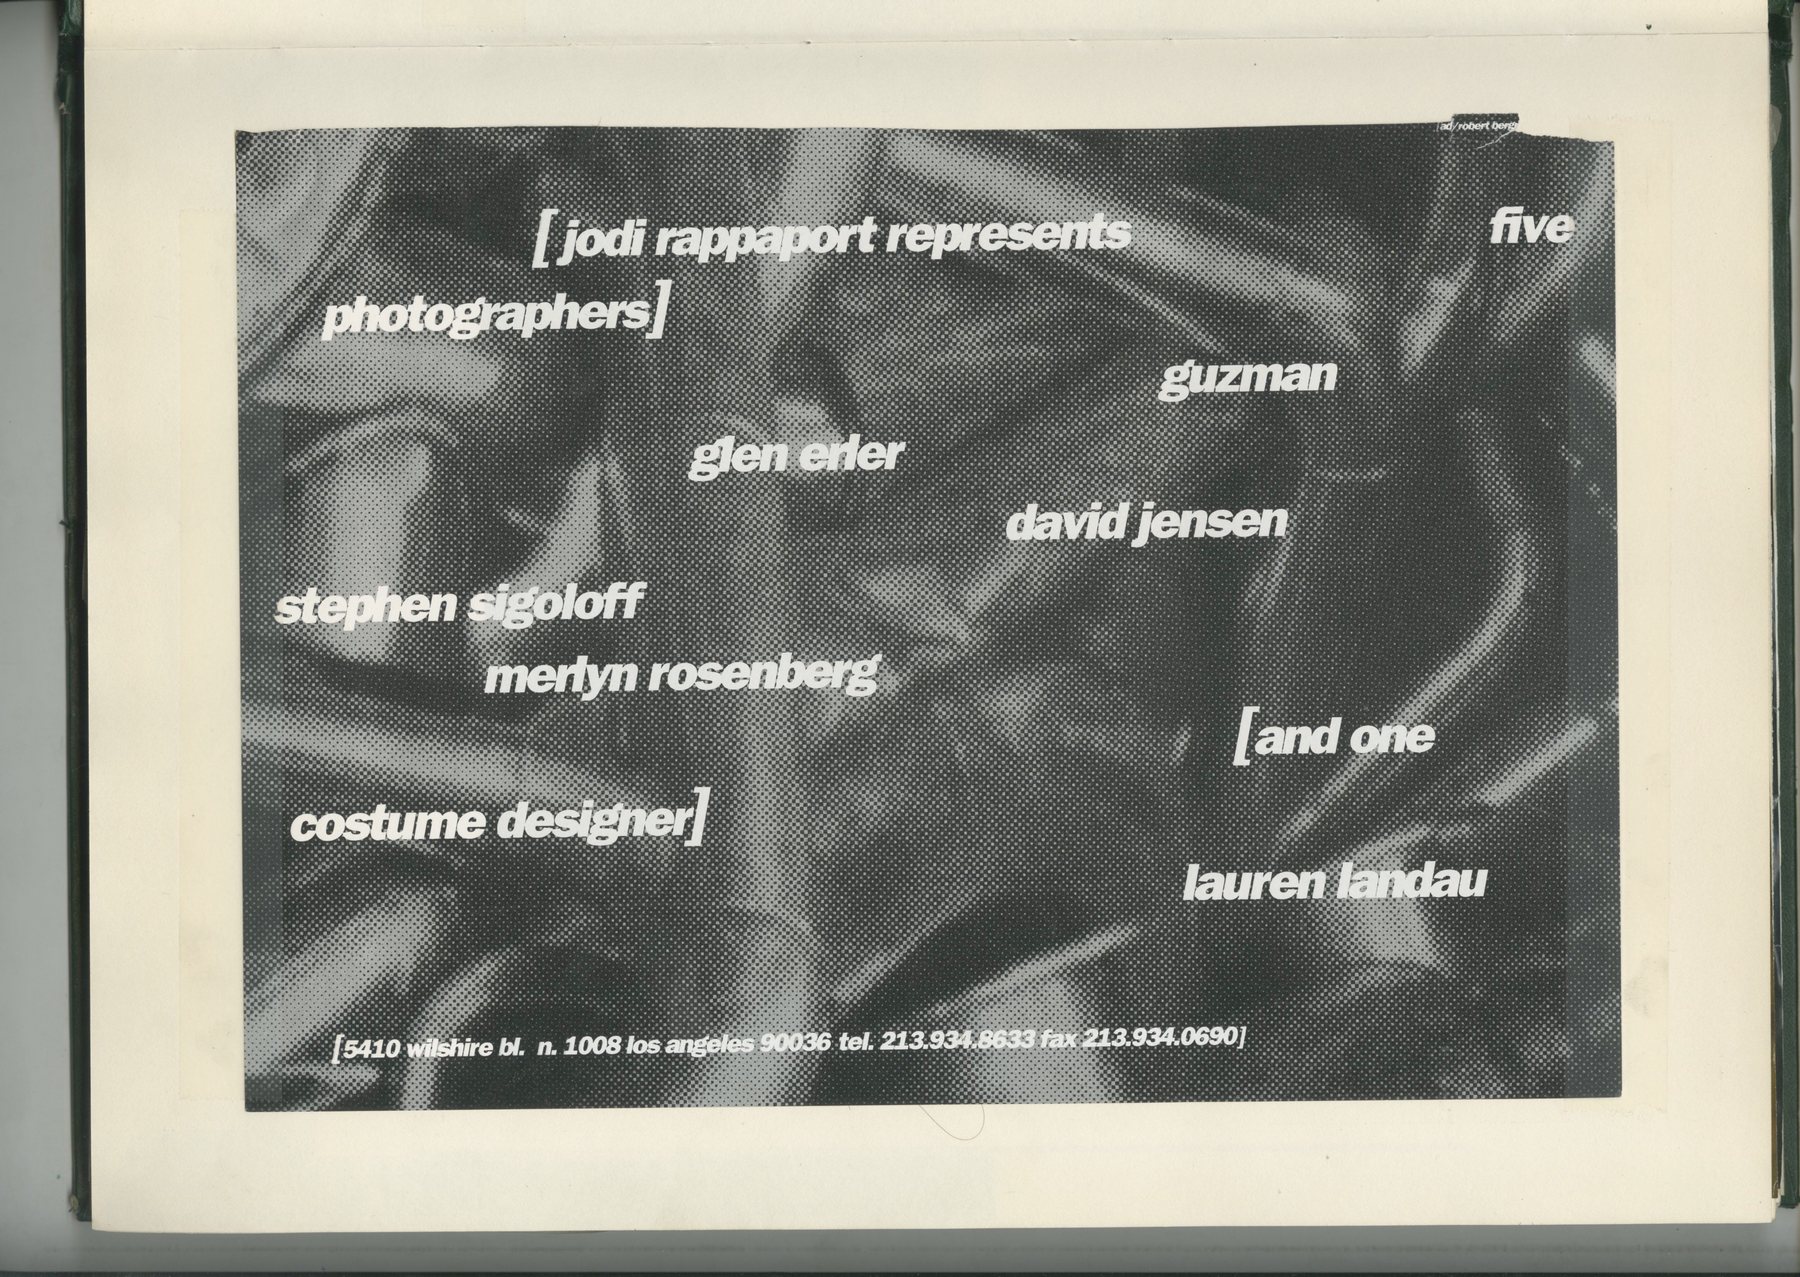 [ad/robert berg
[jodi rappaport represents five
photographers]
guzman
glen erler
david jensen
stephen sigoloff
merlyn rosenberg
[and one
costume designer]
lauren landau
[5410 wilshire bl. n. 1008 los angeles 90036 tel. 213.934.8633 fax 213.934.0690]